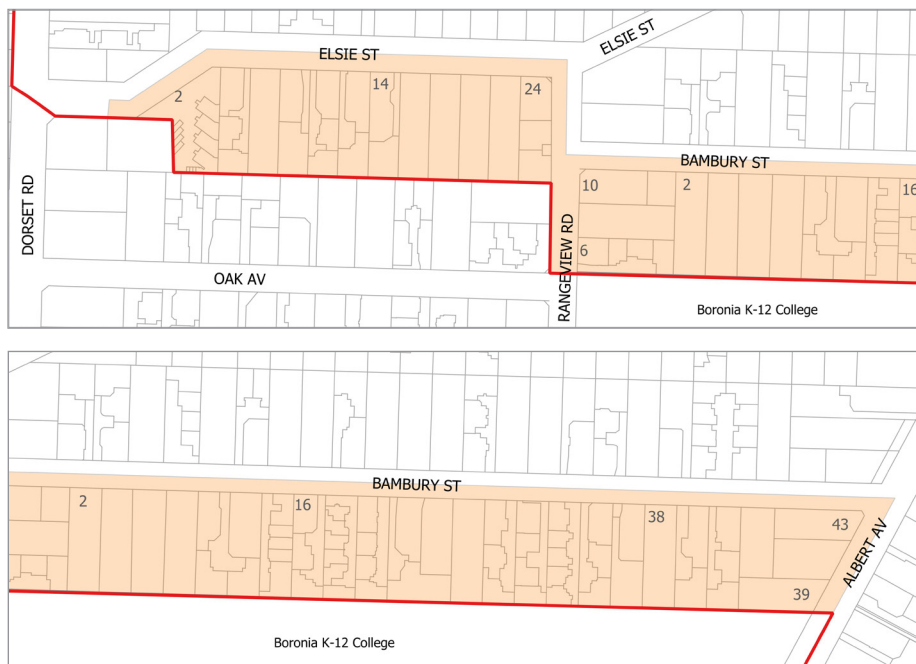 ELSIE ST
ELSIE ST
2
14
24
BAMBURY ST
10
2
16
DORSET RD
6
RANGEVIEW RD
OAK AV
Boronia K-12 College
BAMBURY ST
2
16
38
43
ALBERT AV
39
Boronia K-12 College